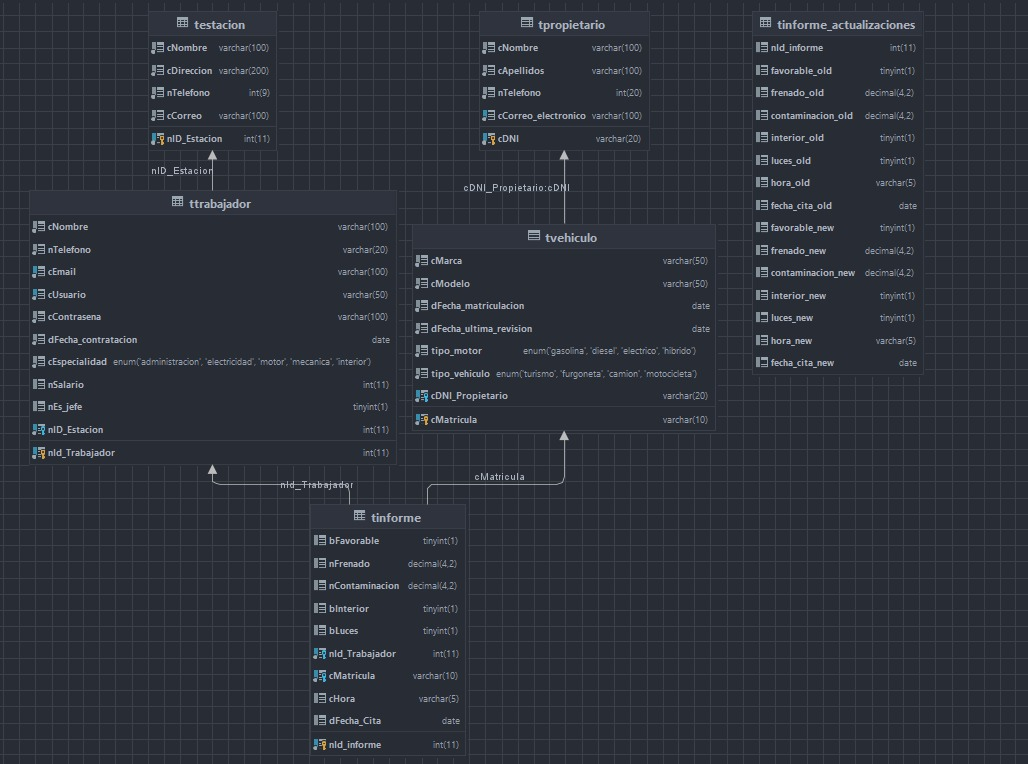 testacion
cNombre varchar(100)
cDireccion varchar(200)
nTelefono int(9)
cCorreo varchar(100)
nID_Estacion int(11)
tpropietario
cNombre varchar(100)
cApellidos varchar(100)
nTelefono int(20)
cCorreo_electronico varchar(100)
cDNI varchar(20)
tinforme_actualizaciones
nId_informe int(11)
favorable_old tinyint(1)
frenado_old decimal(4,2)
contaminacion_old decimal(4,2)
interior_old tinyint(1)
luces_old tinyint(1)
hora_old varchar(5)
fecha_cita_old date
favorable_new tinyint(1)
frenado_new decimal(4,2)
contaminacion_new decimal(4,2)
interior_new tinyint(1)
luces_new tinyint(1)
hora_new varchar(5)
fecha_cita_new date
nID_Estacion
cDNI_Propietario:cDNI
ttrabajador
cNombre varchar(100)
nTelefono varchar(20)
cEmail varchar(100)
cUsuario varchar(50)
cContrasena varchar(100)
dFecha_contratacion date
cEspecialidad enum('administracion', 'electricidad', 'motor', 'mecanica', 'interior')
nSalario int(11)
nEs_jefe tinyint(1)
nID_Estacion int(11)
nId_Trabajador int(11)
tvehiculo
cMarca varchar(50)
cModelo varchar(50)
dFecha_matriculacion date
dFecha_ultima_revision date
tipo_motor enum('gasolina', 'diesel', 'electrico', 'hibrido')
tipo_vehiculo enum('turismo', 'furgoneta', 'camion', 'motocicleta')
cDNI_Propietario varchar(20)
cMatricula varchar(10)
nId_Trabajador
cMatricula
tinforme
bFavorable tinyint(1)
nFrenado decimal(4,2)
nContaminacion decimal(4,2)
bInterior tinyint(1)
bLuces tinyint(1)
nId_Trabajador int(11)
cMatricula varchar(10)
cHora varchar(5)
dFecha_Cita date
nId_informe int(11)